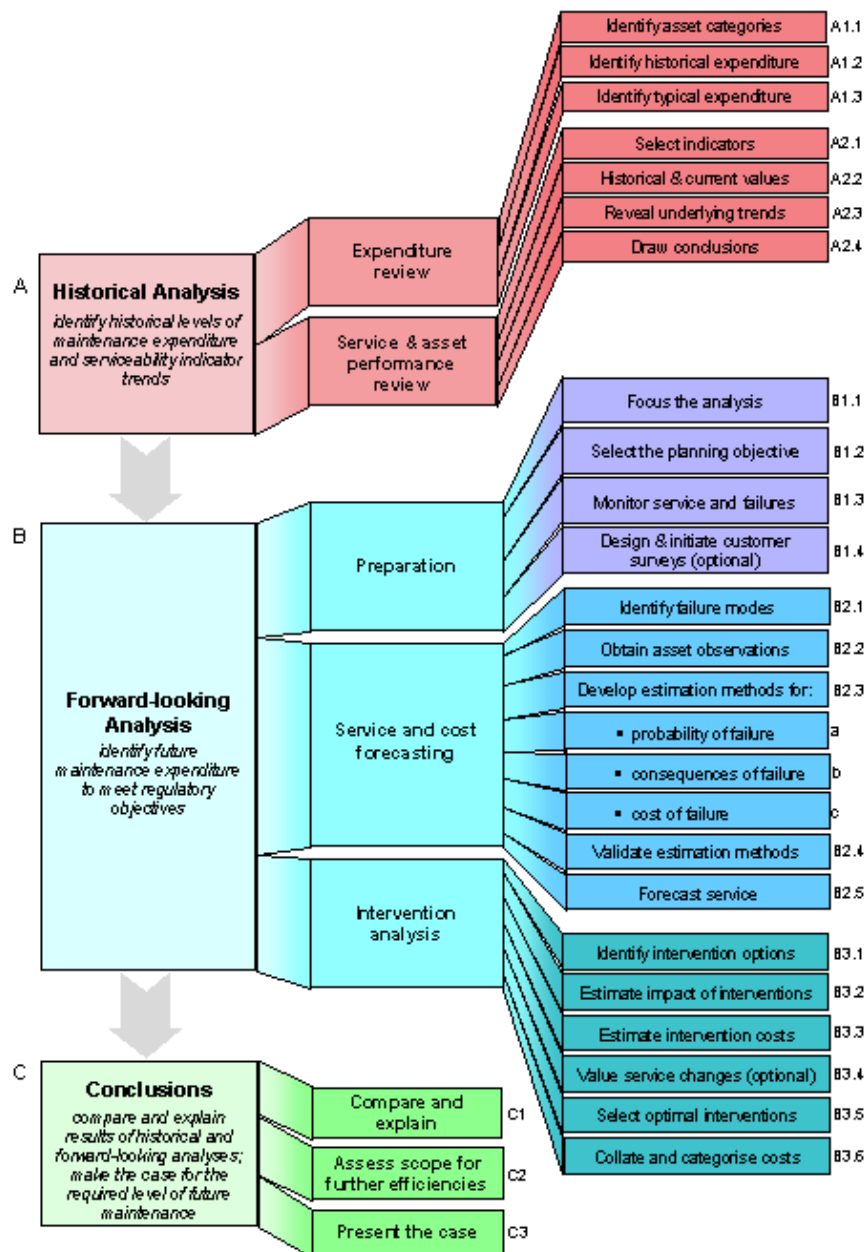 Identify asset categories A1.1
Identify historical expenditure A1.2
Identify typical expenditure A1.3
Select indicators A2.1
Historical & current values A2.2
Reveal underlying trends A2.3
Draw conclusions A2.4
Expenditure
review
Service & asset
performance
review
A
Historical Analysis
identify historical levels of
maintenance expenditure
and serviceability indicator
trends
Focus the analysis B1.1
Select the planning objective B1.2
Monitor service and failures B1.3
Design & initiate customer
surveys (optional) B1.4
Preparation
B
Identify failure modes B2.1
Obtain asset observations B2.2
Develop estimation methods for: B2.3
▪ probability of failure a
▪ consequences of failure b
▪ cost of failure c
Validate estimation methods B2.4
Forecast service B2.5
Service and cost
forecasting
Forward-looking
Analysis
identify future
maintenance expenditure
to meet regulatory
objectives
Intervention
analysis
Identify intervention options B3.1
Estimate impact of interventions B3.2
Estimate intervention costs B3.3
Value service changes (optional) B3.4
Select optimal interventions B3.5
Collate and categorise costs B3.6
C
Conclusions
compare and explain
results of historical and
forward-looking analyses;
make the case for the
required level of future
maintenance
Compare and
explain C1
Assess scope for
further efficiencies C2
Present the case C3